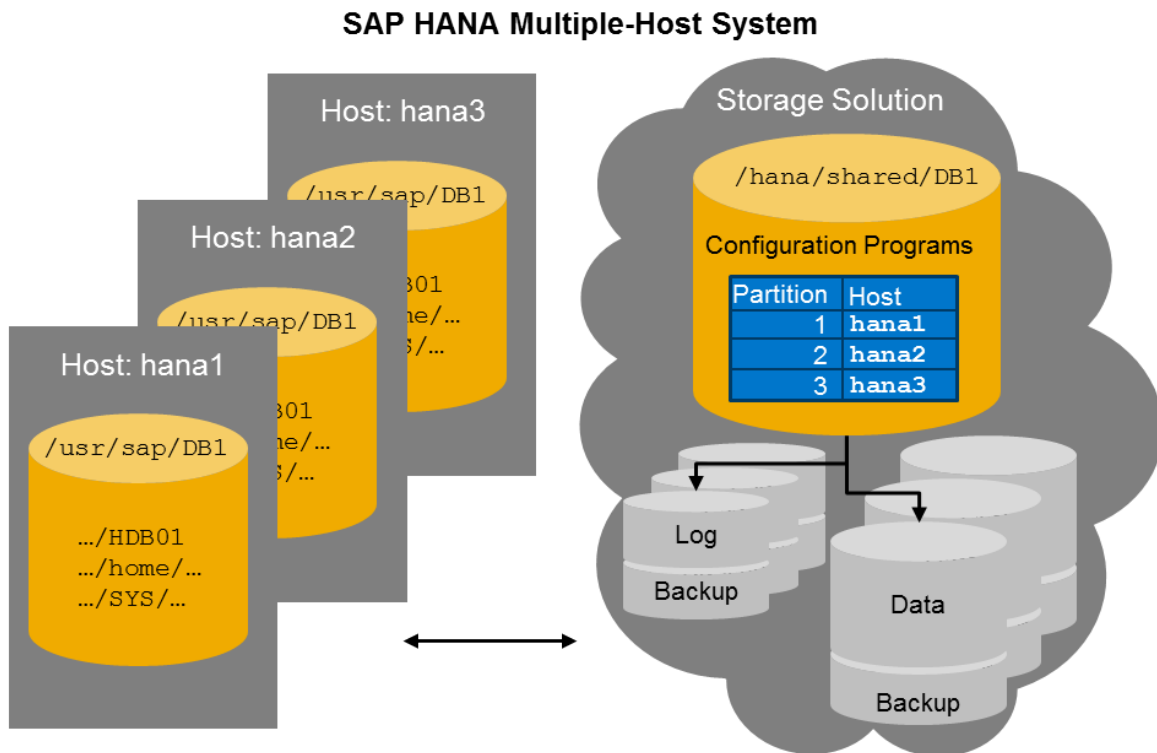 SAP HANA Multiple-Host System
Host: hana3
/usr/sap/DB1
Host: hana2
/usr/sap/DB1
Host: hana1
/usr/sap/DB1
…/HDB01
…/home/…
…/SYS/…
Storage Solution
/hana/shared/DB1
Configuration Programs
Partition Host
1 hana1
2 hana2
3 hana3
Log
Backup
Data
Backup